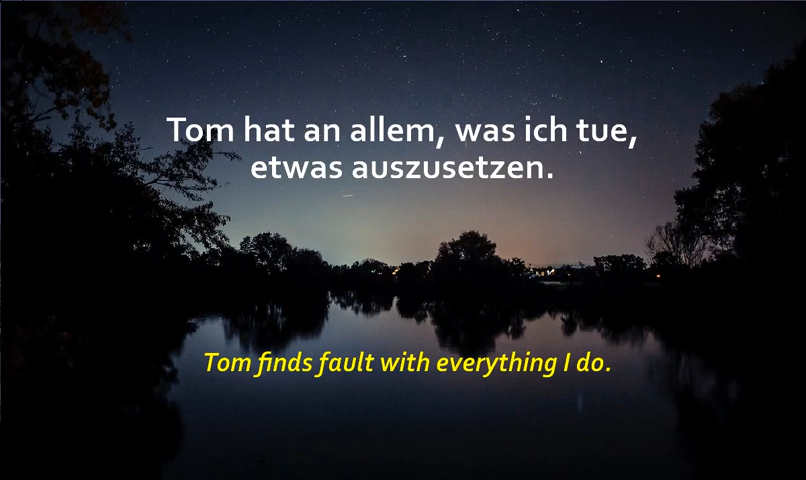 Tom hat an allem, was ich tue,
etwas auszusetzen.
Tom finds fault with everything I do.